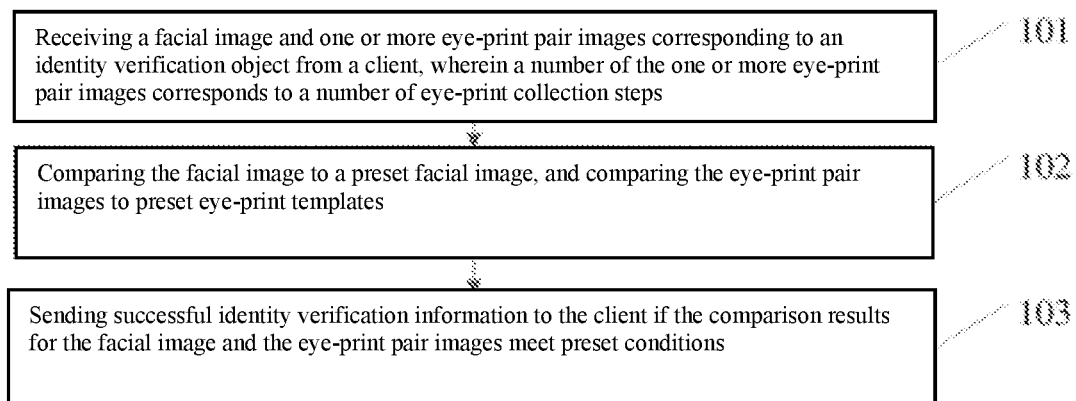 Receiving a facial image and one or more eye-print pair images corresponding to an
identity verification object from a client, wherein a number of the one or more eye-print
pair images corresponds to a number of eye-print collection steps
101
Comparing the facial image to a preset facial image, and comparing the eye-print pair
images to preset eye-print templates
102
Sending successful identity verification information to the client if the comparison results
for the facial image and the eye-print pair images meet preset conditions
103